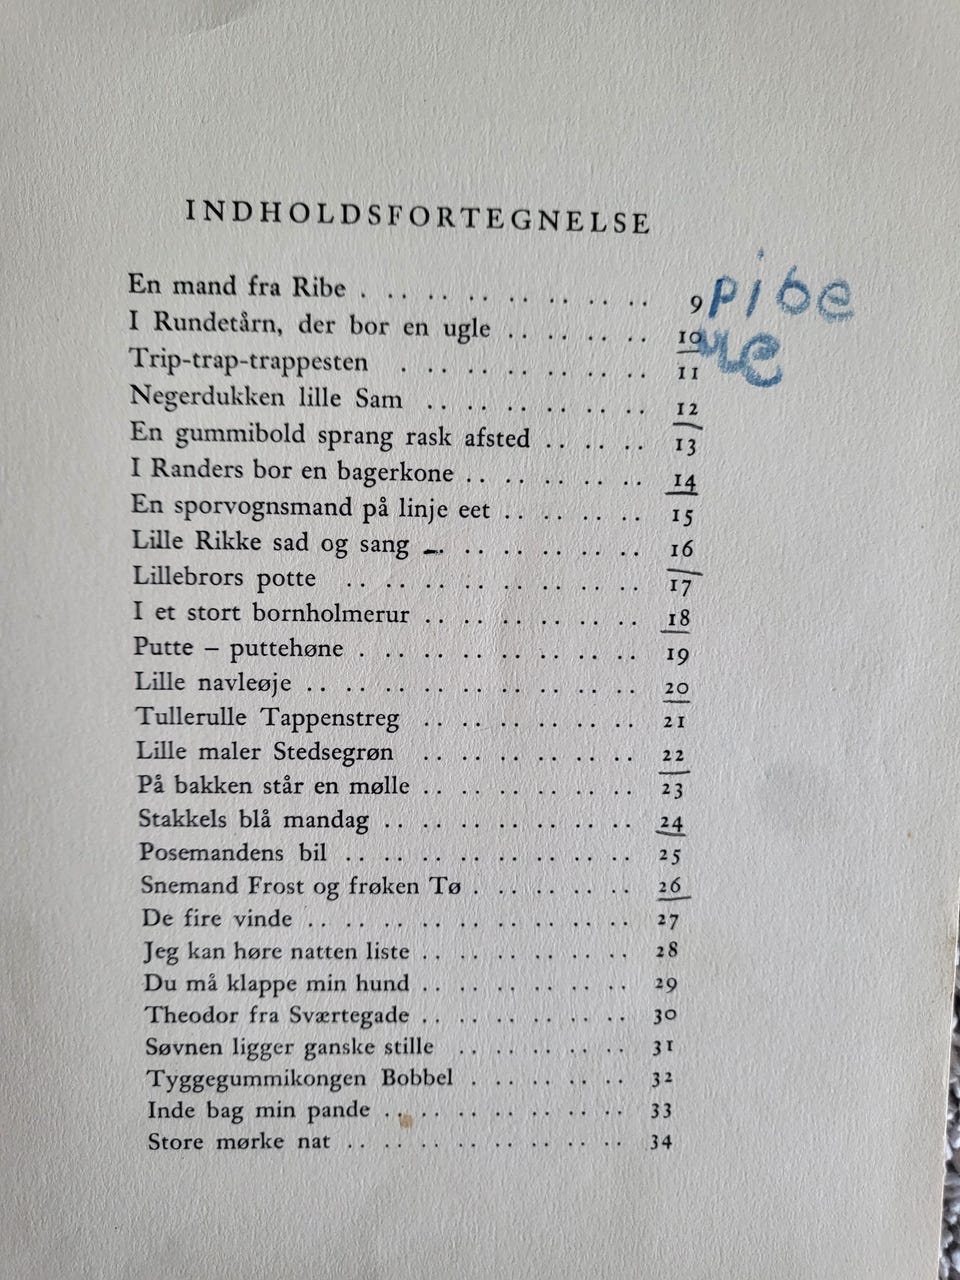 INDHOLDSFORTEGNELSE
En mand fra Ribe . .. .. .. .. .. .. .. 9 pibe
I Rundetårn, der bor en ugle .. .. .. .. 10
Trip-trap-trappesten . .. .. .. .. .. .. 11
Negerdukken lille Sam .. .. .. .. .. .. 12
En gummibold sprang rask afsted .. .. .. 13
I Randers bor en bagerkone .. .. .. .. .. 14
En sporvognsmand på linje eet .. .. .. .. 15
Lille Rikke sad og sang .. .. .. .. .. 16
Lillebrors potte .. .. .. .. .. .. .. .. 17
I et stort bornholmerur .. .. .. .. .. .. 18
Putte – puttehøne . .. .. .. .. .. .. .. 19
Lille navleøje .. .. .. .. .. .. .. .. .. 20
Tullerulle Tappenstreg .. .. .. .. .. .. 21
Lille maler Stedsegrøn .. .. .. .. .. .. 22
På bakken står en mølle .. .. .. .. .. .. 23
Stakkels blå mandag .. .. .. .. .. .. .. 24
Posemandens bil .. .. .. .. .. .. .. .. 25
Snemand Frost og frøken Tø . .. .. .. .. 26
De fire vinde .. .. .. .. .. .. .. .. .. 27
Jeg kan høre natten liste .. .. .. .. .. .. 28
Du må klappe min hund .. .. .. .. .. .. 29
Theodor fra Sværtegade .. .. .. .. .. .. 30
Søvnen ligger ganske stille .. .. .. .. .. 31
Tyggegummikongen Bobbel . .. .. .. .. 32
Inde bag min pande .. .. .. .. .. .. .. 33
Store mørke nat .. .. .. .. .. .. .. .. 34